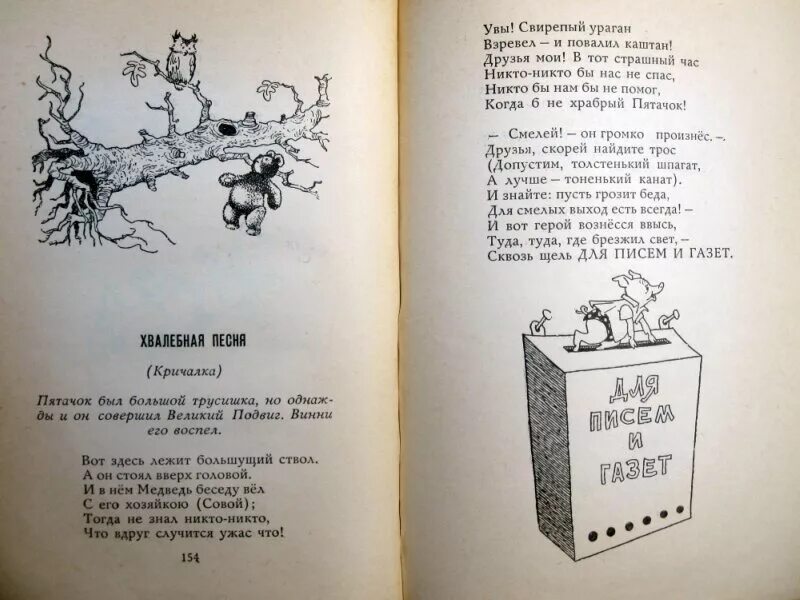 ХВАЛЕБНАЯ ПЕСНЯ
(Кричалка)
Пятачок был большой трусишка, но однаж-
ды и он совершил Великий Подвиг. Винни
его воспел.
Вот здесь лежит большущий ствол.
А он стоял вверх головой.
И в нём Медведь беседу вёл
С его хозяйкою (Совой);
Тогда не знал никто-никто,
Что вдруг случится ужас что!
154
Увы! Свирепый ураган
Взревел — и повалил каштан!
Друзья мои! В тот страшный час
Никто-никто бы нас не спас,
Никто бы нам бы не помог,
Когда б не храбрый Пятачок!
— Смелей! — он громко произнёс. —.
Друзья, скорей найдите трос
(Допустим, толстенький шпагат,
А лучше — тоненький канат).
И знайте: пусть грозит беда,
Для смелых выход есть всегда! —
И вот герой вознёсся ввысь,
Туда, туда, где брезжил свет, —
Сквозь щель ДЛЯ ПИСЕМ И ГАЗЕТ.
ДЛЯ
ПИСЕМ
И
ГАЗЕТ